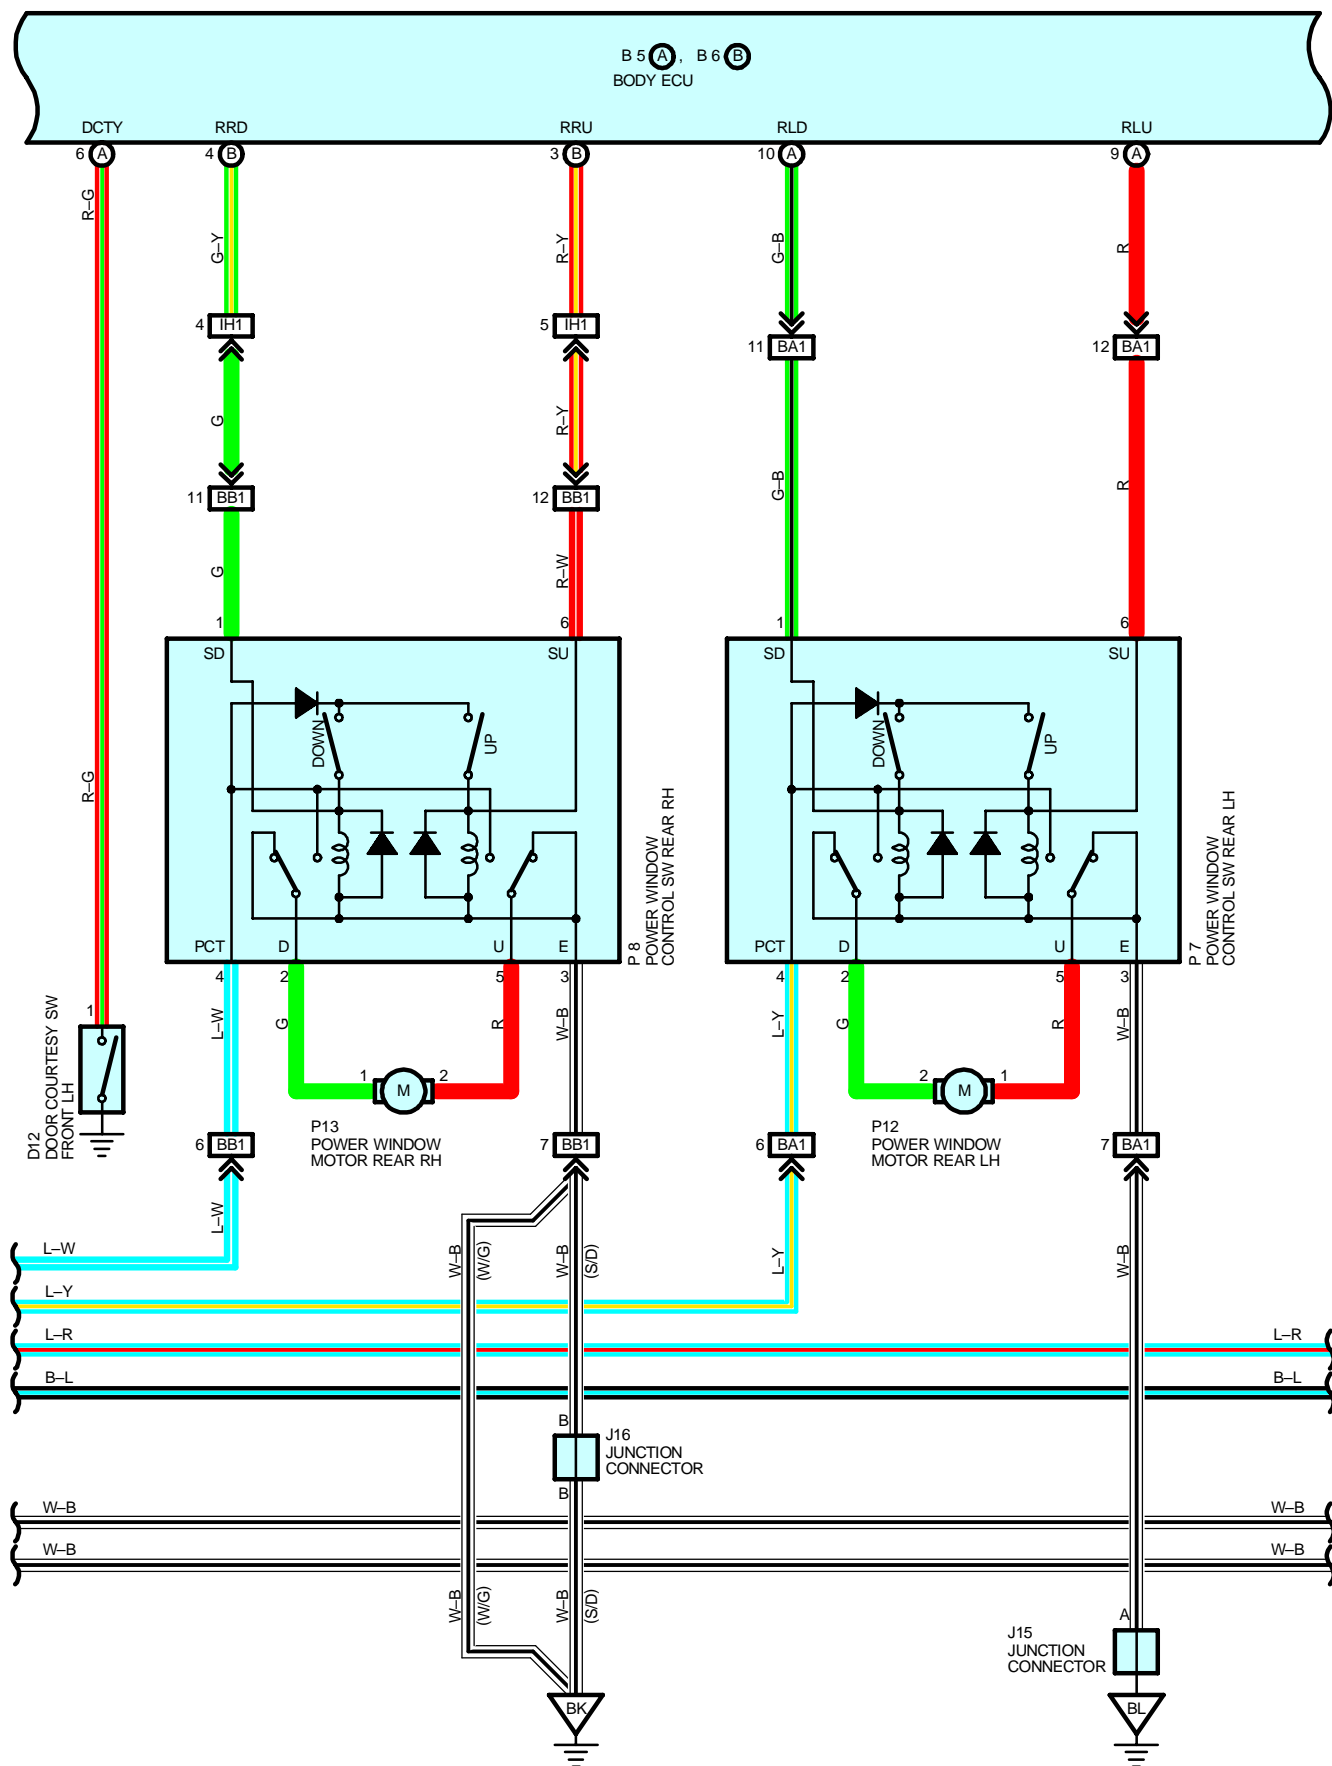 B 5 A , B 6 B
BODY ECU
DCTY RRD RRU RLD RLU
6 A 4 B 3 B 10 A 9 A
R–G G–Y R–Y G–B R
4 IH1 5 IH1
11 BA1 12 BA1
G R–Y
11 BB1 12 BB1
G–B R
G R–W
1 6 1 6
SD SU SD SU
DOWN UP DOWN UP
R–G
P 8
POWER WINDOW
CONTROL SW REAR RH
P 7
POWER WINDOW
CONTROL SW REAR LH
PCT D U E PCT D U E
4 2 5 3 4 2 5 3
1
L–W G R W–B L–Y G R W–B
1 M 2 2 M 1
D12
DOOR COURTESY SW
FRONT LH
P13
POWER WINDOW
MOTOR REAR RH
P12
POWER WINDOW
MOTOR REAR LH
6 BB1 7 BB1 6 BA1 7 BA1
L–W
W–B
(W/G)
W–B
(S/D)
L–Y
W–B
L–W
L–Y
L–R L–R
B–L B–L
B
J16
JUNCTION
CONNECTOR
B
W–B W–B
W–B W–B
W–B
(W/G)
W–B
(S/D)
A
J15
JUNCTION
CONNECTOR
BK BL